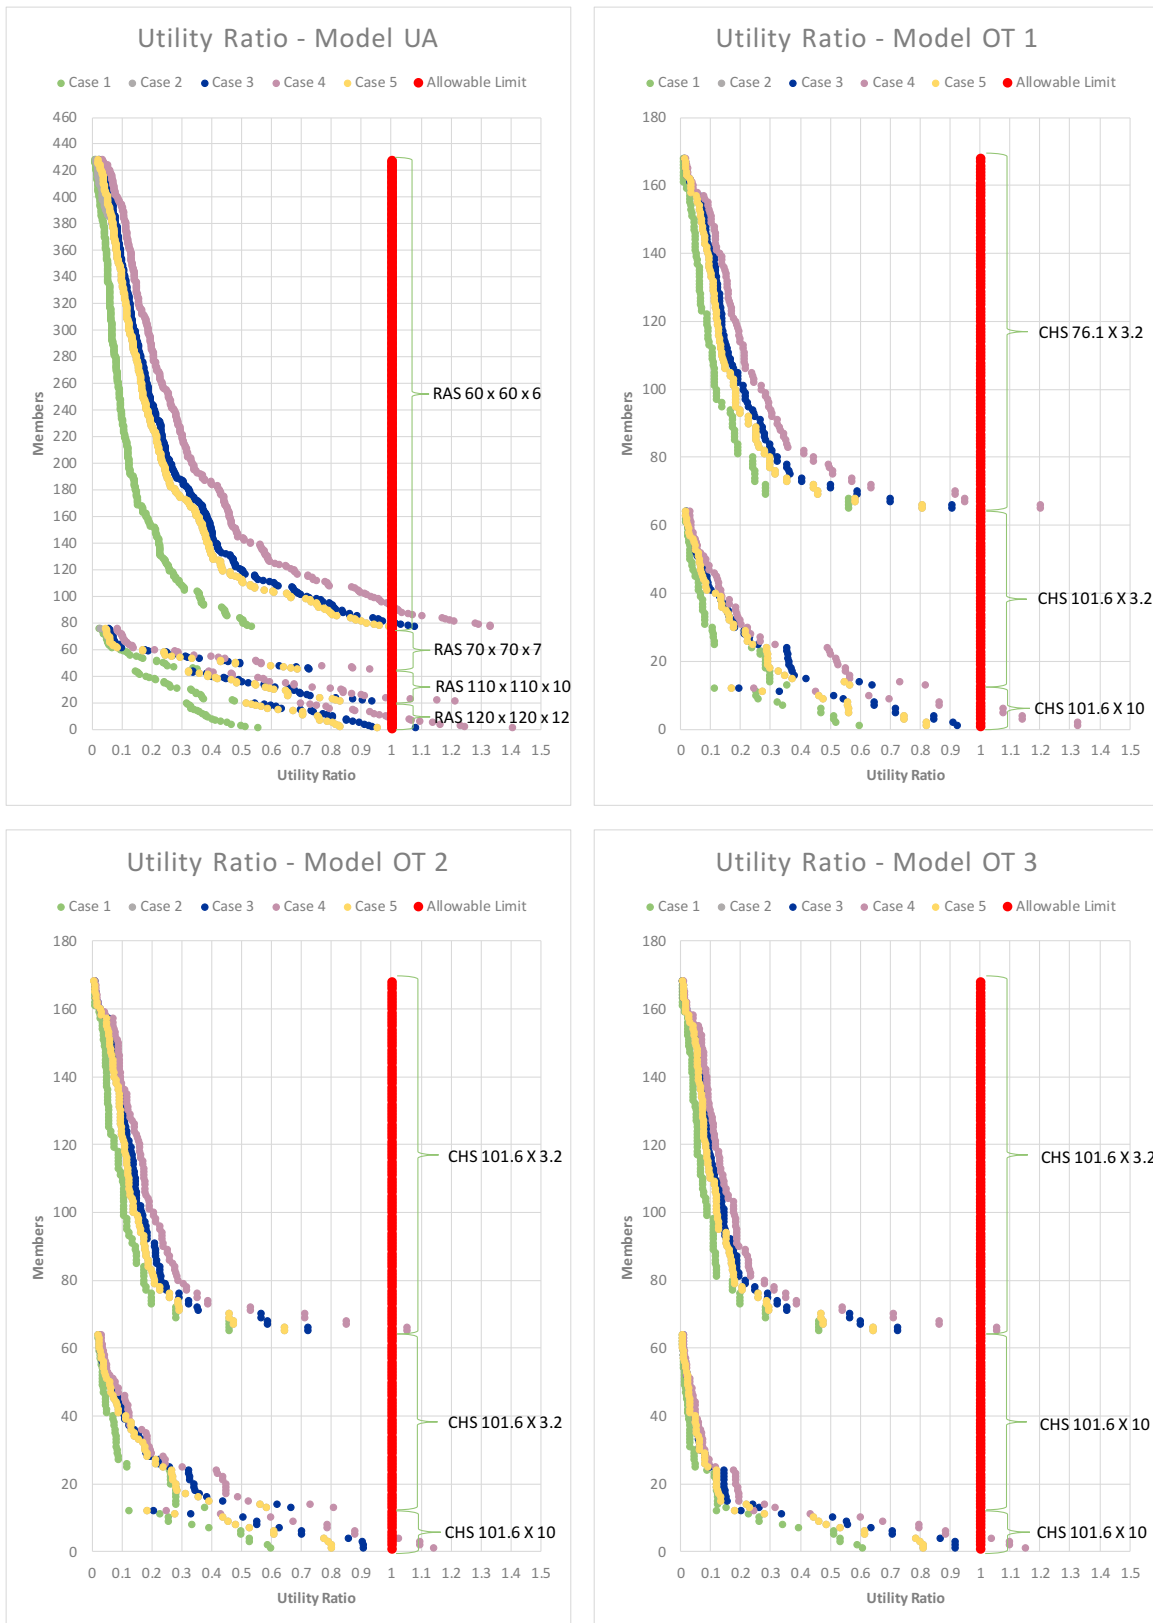 Utility Ratio - Model UA
Case 1 Case 2 Case 3 Case 4 Case 5 Allowable Limit
460
440
420
400
380
360
340
320
300
280
260
240
220
200
180
160
140
120
100
80
60
40
20
0
Members
RAS 60 x 60 x 6
RAS 70 x 70 x 7
RAS 110 x 110 x 10
RAS 120 x 120 x 12
0 0.1 0.2 0.3 0.4 0.5 0.6 0.7 0.8 0.9 1 1.1 1.2 1.3 1.4 1.5
Utility Ratio
Utility Ratio - Model OT 1
Case 1 Case 2 Case 3 Case 4 Case 5 Allowable Limit
180
160
140
120
100
80
60
40
20
0
Members
CHS 76.1 X 3.2
CHS 101.6 X 3.2
CHS 101.6 X 10
0 0.1 0.2 0.3 0.4 0.5 0.6 0.7 0.8 0.9 1 1.1 1.2 1.3 1.4 1.5
Utility Ratio
Utility Ratio - Model OT 2
Case 1 Case 2 Case 3 Case 4 Case 5 Allowable Limit
180
160
140
120
100
80
60
40
20
0
Members
CHS 101.6 X 3.2
CHS 101.6 X 3.2
CHS 101.6 X 10
0 0.1 0.2 0.3 0.4 0.5 0.6 0.7 0.8 0.9 1 1.1 1.2 1.3 1.4 1.5
Utility Ratio
Utility Ratio - Model OT 3
Case 1 Case 2 Case 3 Case 4 Case 5 Allowable Limit
180
160
140
120
100
80
60
40
20
0
Members
CHS 101.6 X 3.2
CHS 101.6 X 10
CHS 101.6 X 10
0 0.1 0.2 0.3 0.4 0.5 0.6 0.7 0.8 0.9 1 1.1 1.2 1.3 1.4 1.5
Utility Ratio